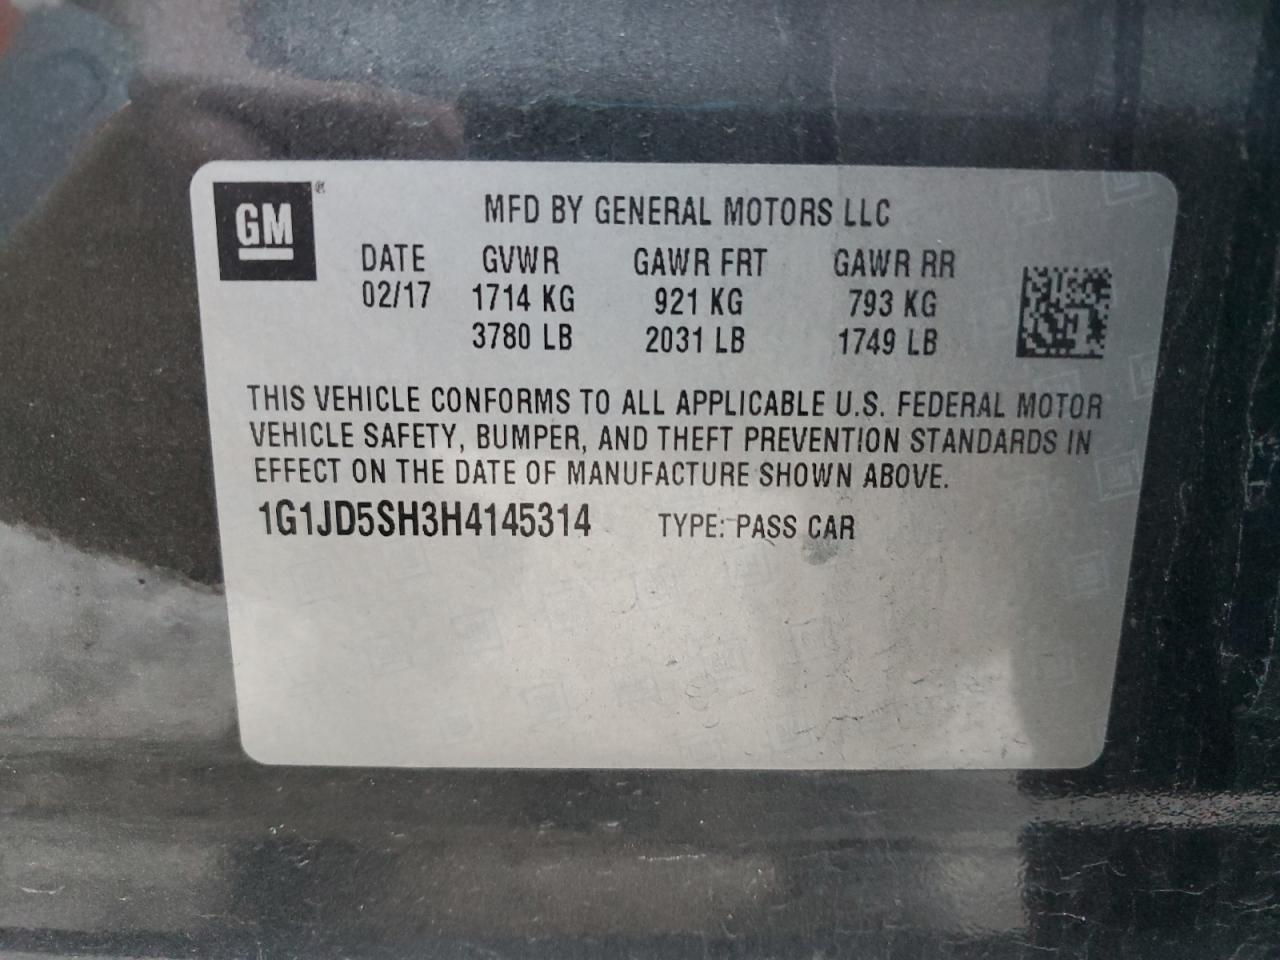 GM®
MFD BY GENERAL MOTORS LLC
DATE GVWR GAWR FRT GAWR RR
02/17 1714 KG 921 KG 793 KG
3780 LB 2031 LB 1749 LB
THIS VEHICLE CONFORMS TO ALL APPLICABLE U.S. FEDERAL MOTOR
VEHICLE SAFETY, BUMPER, AND THEFT PREVENTION STANDARDS IN
EFFECT ON THE DATE OF MANUFACTURE SHOWN ABOVE.
1G1JD5SH3H4145314 TYPE: PASS CAR